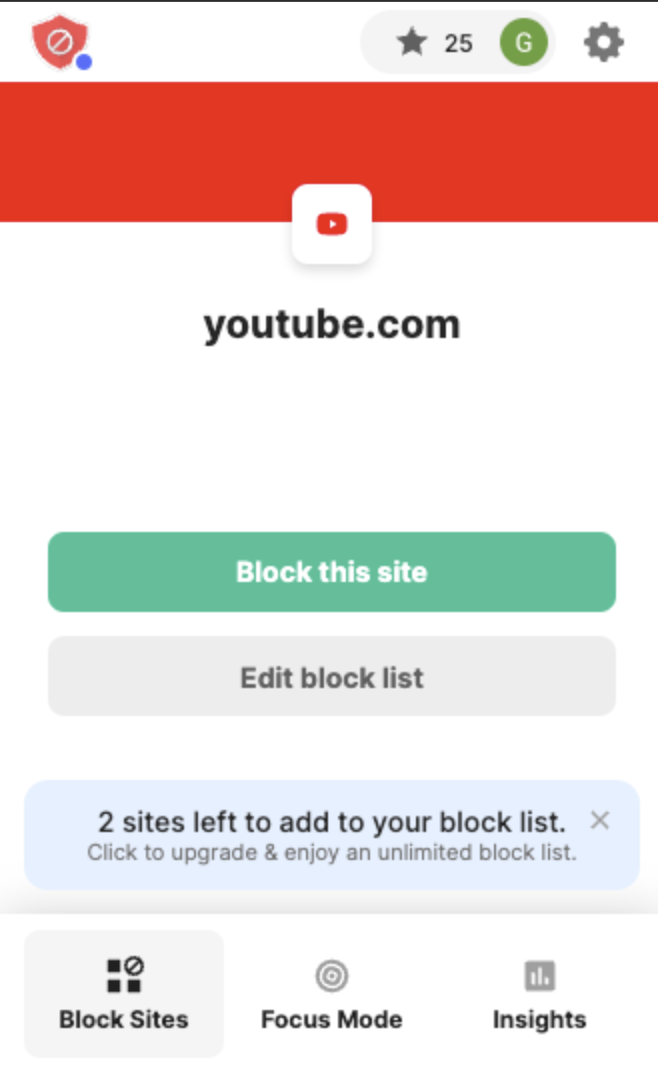 25
G
youtube.com
Block this site
Edit block list
2 sites left to add to your block list.
Click to upgrade & enjoy an unlimited block list.
Block Sites
Focus Mode
Insights